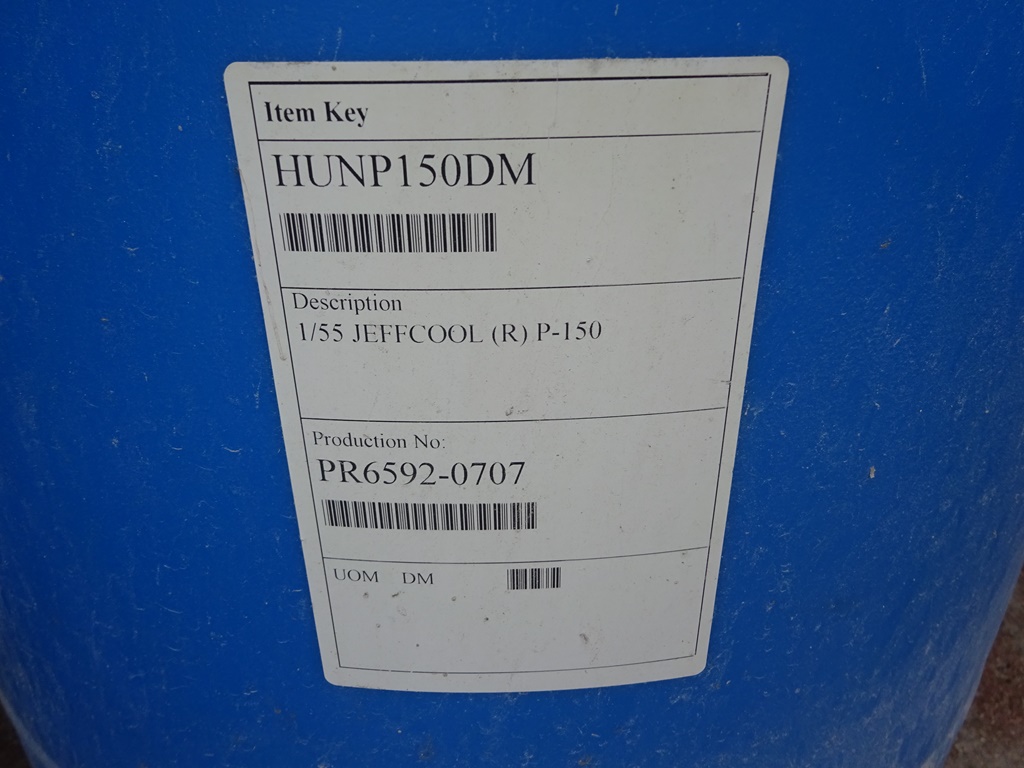 Item Key
HUNP150DM
Description
1/55 JEFFCOOL (R) P-150
Production No:
PR6592-0707
UOM DM